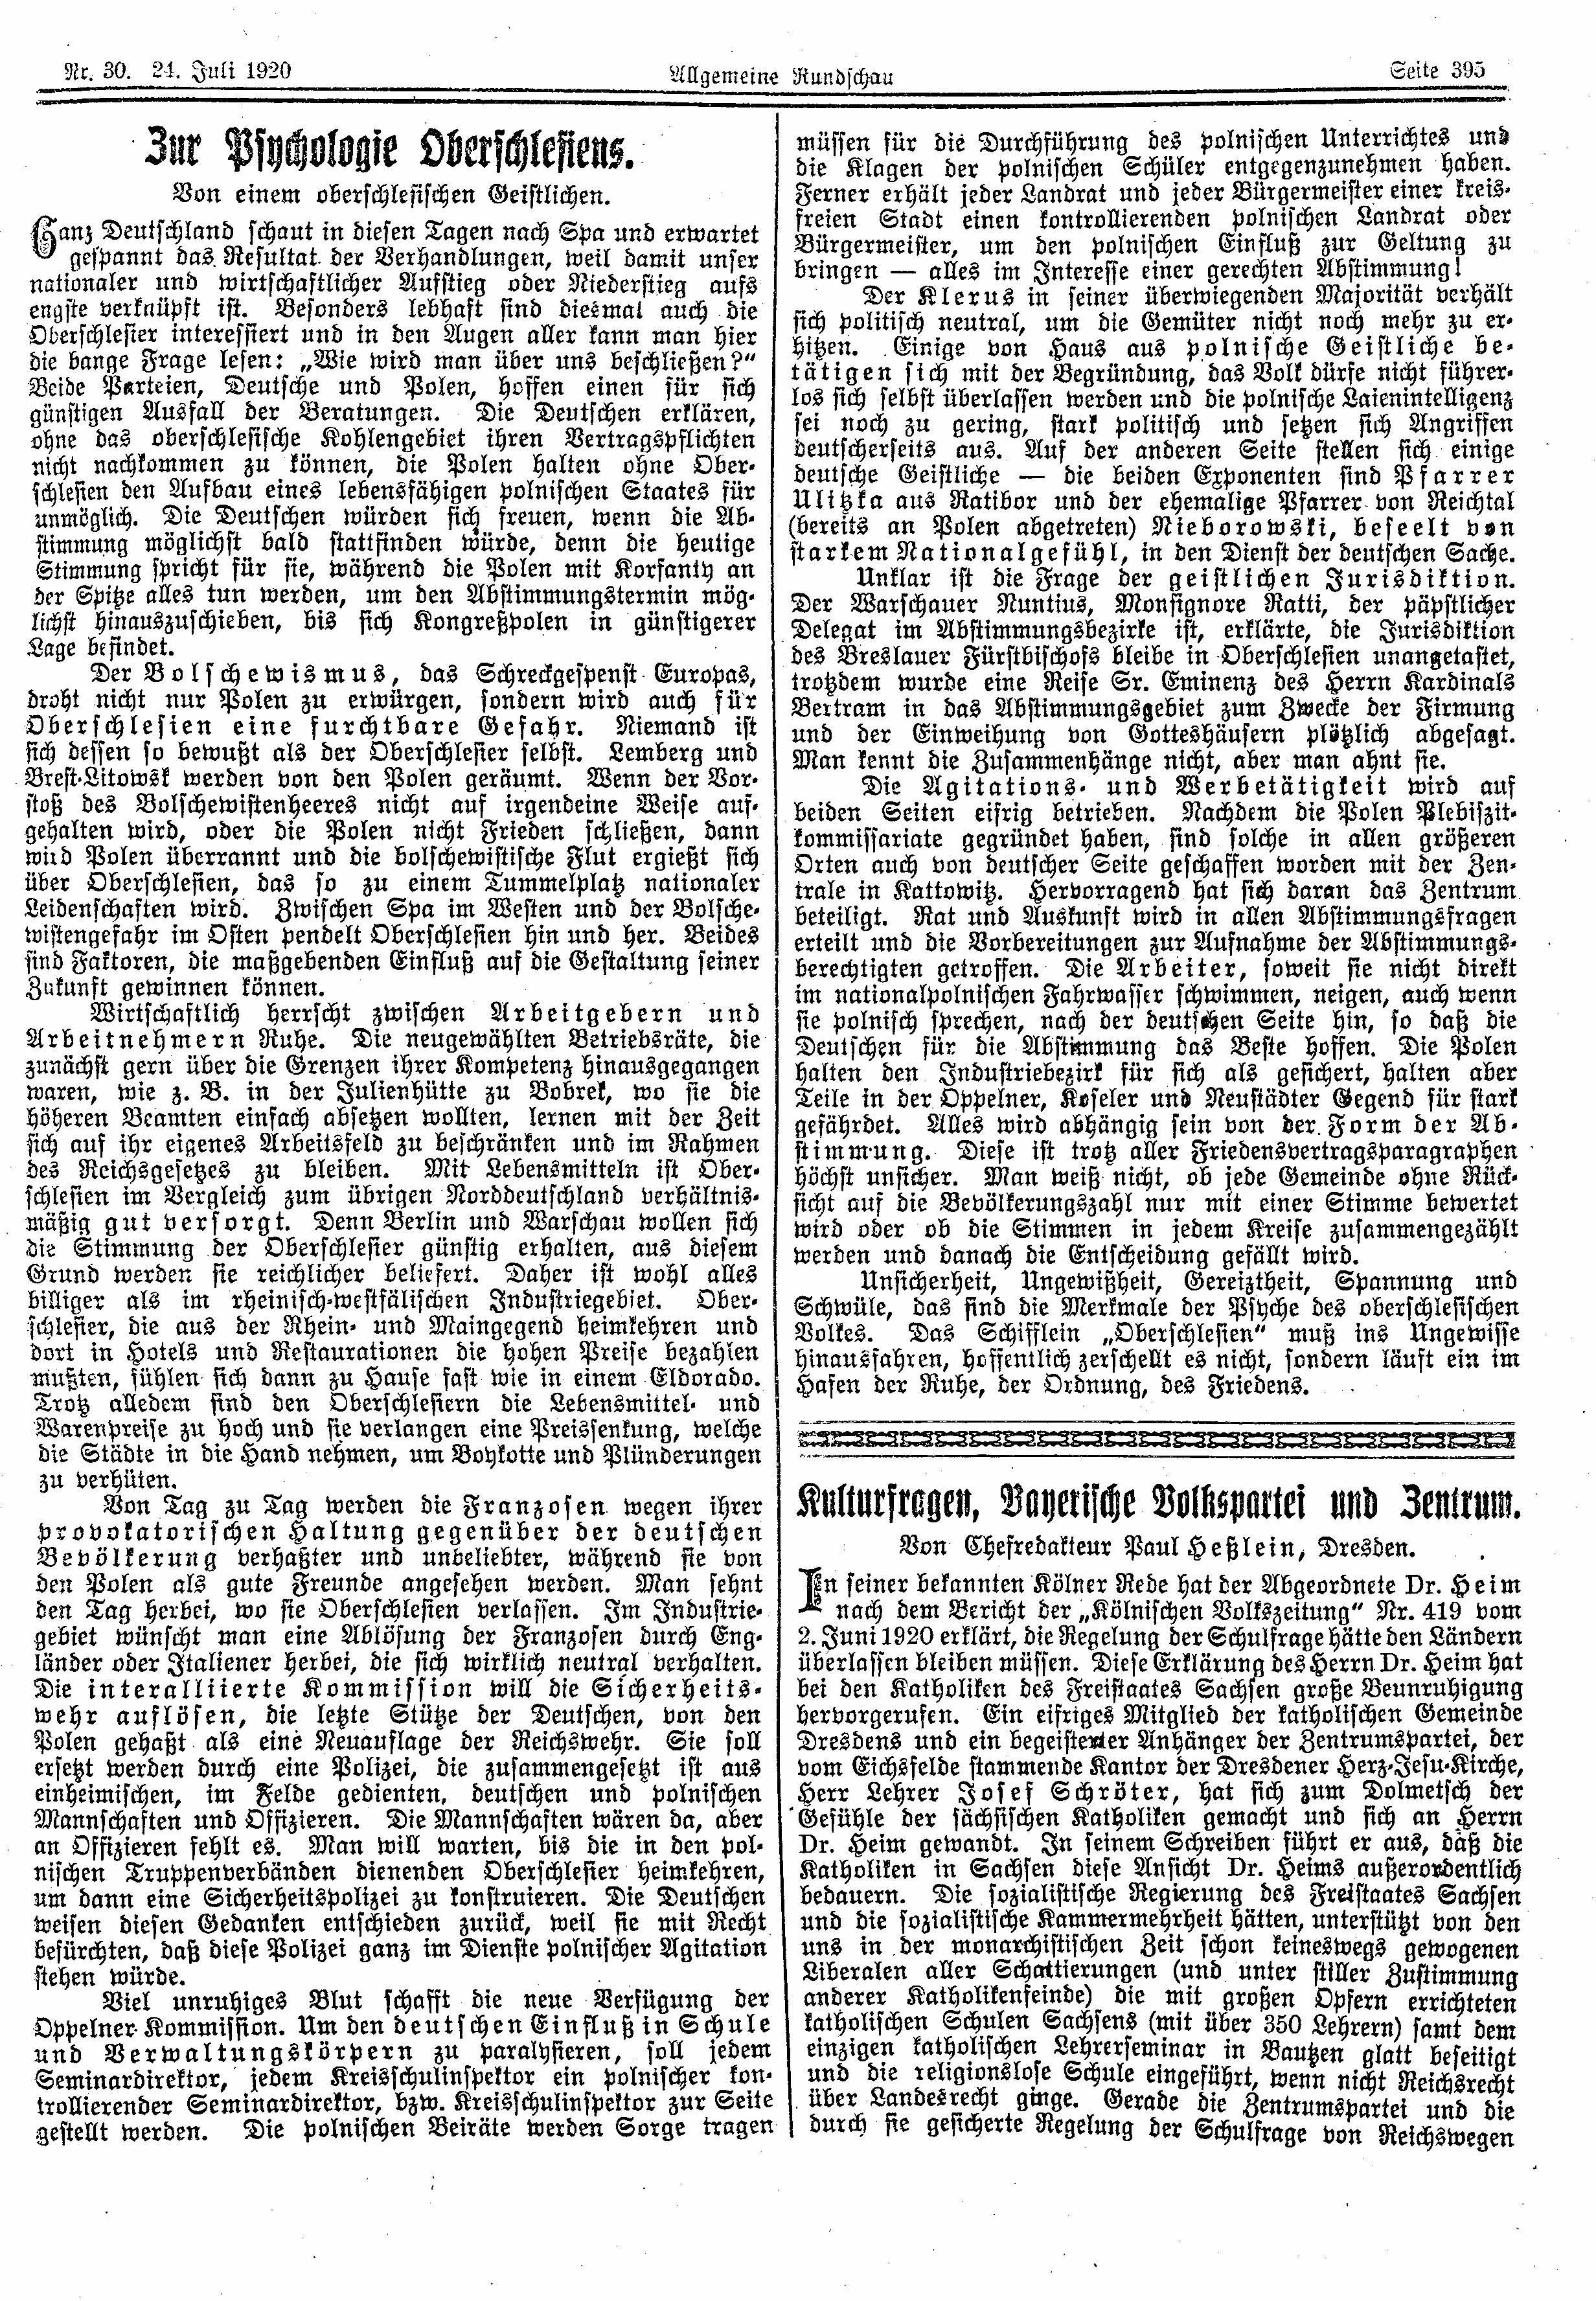 Nr. 30. 24. Juli 1920
Allgemeine Rundschau
Seite 395
Zur Psychologie Oberschlesiens.
Von einem oberschlesischen Geistlichen.
Ganz Deutschland schaut in diesen Tagen nach Spa und erwartet
gespannt das Resultat der Verhandlungen, weil damit unser
nationaler und wirtschaftlicher Aufstieg oder Niederstieg aufs
engste verknüpft ist. Besonders lebhaft sind diesmal auch die
Oberschlesier interessiert und in den Augen aller kann man hier
die bange Frage lesen: „Wie wird man über uns beschließen?“
Beide Parteien, Deutsche und Polen, hoffen einen für sich
günstigen Ausfall der Beratungen. Die Deutschen erklären,
ohne das oberschlesische Kohlengebiet ihren Vertragspflichten
nicht nachkommen zu können, die Polen halten ohne Ober-
schlesien den Aufbau eines lebensfähigen polnischen Staates für
unmöglich. Die Deutschen würden sich freuen, wenn die Ab-
stimmung möglichst bald stattfinden würde, denn die heutige
Stimmung spricht für sie, während die Polen mit Korfanty an
der Spitze alles tun werden, um den Abstimmungstermin mög-
lichst hinauszuschieben, bis sich Kongreßpolen in günstigerer
Lage befindet.
Der Bolschewismus, das Schreckgespenst Europas,
droht nicht nur Polen zu erwürgen, sondern wird auch für
Oberschlesien eine furchtbare Gefahr. Niemand ist
sich dessen so bewußt als der Oberschlesier selbst. Lemberg und
Brest-Litowsk werden von den Polen geräumt. Wenn der Vor-
stoß des Bolschewistenheeres nicht auf irgendeine Weise auf-
gehalten wird, oder die Polen nicht Frieden schließen, dann
wird Polen überrannt und die bolschewistische Flut ergießt sich
über Oberschlesien, das so zu einem Tummelplatz nationaler
Leidenschaften wird. Zwischen Spa im Westen und der Bolsche-
wistengefahr im Osten pendelt Oberschlesien hin und her. Beides
sind Faktoren, die maßgebenden Einfluß auf die Gestaltung seiner
Zukunft gewinnen können.
Wirtschaftlich herrscht zwischen Arbeitgebern und
Arbeitnehmern Ruhe. Die neugewählten Betriebsräte, die
zunächst gern über die Grenzen ihrer Kompetenz hinausgegangen
waren, wie z. B. in der Julienhütte zu Bobrek, wo sie die
höheren Beamten einfach absetzen wollten, lernen mit der Zeit
sich auf ihr eigenes Arbeitsfeld zu beschränken und im Rahmen
des Reichsgesetzes zu bleiben. Mit Lebensmitteln ist Ober-
schlesien im Vergleich zum übrigen Norddeutschland verhältnis-
mäßig gut versorgt. Denn Berlin und Warschau wollen sich
die Stimmung der Oberschlesier günstig erhalten, aus diesem
Grund werden sie reichlicher beliefert. Daher ist wohl alles
billiger als im rheinisch-westfälischen Industriegebiet. Ober-
schlesier, die aus der Rhein- und Maingegend heimkehren und
dort in Hotels und Restaurationen die hohen Preise bezahlen
mußten, fühlen sich dann zu Hause fast wie in einem Eldorado.
Trotz alledem sind den Oberschlesiern die Lebensmittel- und
Warenpreise zu hoch und sie verlangen eine Preissenkung, welche
die Städte in die Hand nehmen, um Boykotte und Plünderungen
zu verhüten.
Von Tag zu Tag werden die Franzosen wegen ihrer
provokatorischen Haltung gegenüber der deutschen
Bevölkerung verhaßter und unbeliebter, während sie von
den Polen als gute Freunde angesehen werden. Man sehnt
den Tag herbei, wo sie Oberschlesien verlassen. Im Industrie-
gebiet wünscht man eine Ablösung der Franzosen durch Eng-
länder oder Italiener herbei, die sich wirklich neutral verhalten.
Die interalliierte Kommission will die Sicherheits-
wehr auflösen, die letzte Stütze der Deutschen, von den
Polen gehaßt als eine Neuauflage der Reichswehr. Sie soll
ersetzt werden durch eine Polizei, die zusammengesetzt ist aus
einheimischen, im Felde gedienten, deutschen und polnischen
Mannschaften und Offizieren. Die Mannschaften wären da, aber
an Offizieren fehlt es. Man will warten, bis die in den pol-
nischen Truppenverbänden dienenden Oberschlesier heimkehren,
um dann eine Sicherheitspolizei zu konstruieren. Die Deutschen
weisen diesen Gedanken entschieden zurück, weil sie mit Recht
befürchten, daß diese Polizei ganz im Dienste polnischer Agitation
stehen würde.
Viel unruhiges Blut schafft die neue Verfügung der
Oppelner Kommission. Um den deutschen Einfluß in Schule
und Verwaltungskörpern zu paralysieren, soll jedem
Seminardirektor, jedem Kreisschulinspektor ein polnischer kon-
trollierender Seminardirektor, bzw. Kreisschulinspektor zur Seite
gestellt werden. Die polnischen Beiräte werden Sorge tragen
müssen für die Durchführung des polnischen Unterrichtes und
die Klagen der polnischen Schüler entgegenzunehmen haben.
Ferner erhält jeder Landrat und jeder Bürgermeister einer kreis-
freien Stadt einen kontrollierenden polnischen Landrat oder
Bürgermeister, um den polnischen Einfluß zur Geltung zu
bringen — alles im Interesse einer gerechten Abstimmung!
Der Klerus in seiner überwiegenden Majorität verhält
sich politisch neutral, um die Gemüter nicht noch mehr zu er-
hitzen. Einige von Haus aus polnische Geistliche be-
tätigen sich mit der Begründung, das Volk dürfe nicht führer-
los sich selbst überlassen werden und die polnische Laienintelligenz
sei noch zu gering, stark politisch und setzen sich Angriffen
deutscherseits aus. Auf der anderen Seite stellen sich einige
deutsche Geistliche — die beiden Exponenten sind Pfarrer
Ulitzka aus Ratibor und der ehemalige Pfarrer von Reichtal
(bereits an Polen abgetreten) Nieborowski, beseelt von
starkem Nationalgefühl, in den Dienst der deutschen Sache.
Unklar ist die Frage der geistlichen Jurisdiktion.
Der Warschauer Nuntius, Monsignore Ratti, der päpstlicher
Delegat im Abstimmungsbezirke ist, erklärte, die Jurisdiktion
des Breslauer Fürstbischofs bleibe in Oberschlesien unangetastet,
trotzdem wurde eine Reise Sr. Eminenz des Herrn Kardinals
Bertram in das Abstimmungsgebiet zum Zwecke der Firmung
und der Einweihung von Gotteshäusern plötzlich abgesagt.
Man kennt die Zusammenhänge nicht, aber man ahnt sie.
Die Agitations- und Werbetätigkeit wird auf
beiden Seiten eifrig betrieben. Nachdem die Polen Plebiszit-
kommissariate gegründet haben, sind solche in allen größeren
Orten auch von deutscher Seite geschaffen worden mit der Zen-
trale in Kattowitz. Hervorragend hat sich daran das Zentrum
beteiligt. Rat und Auskunft wird in allen Abstimmungsfragen
erteilt und die Vorbereitungen zur Aufnahme der Abstimmungs-
berechtigten getroffen. Die Arbeiter, soweit sie nicht direkt
im nationalpolnischen Fahrwasser schwimmen, neigen, auch wenn
sie polnisch sprechen, nach der deutschen Seite hin, so daß die
Deutschen für die Abstimmung das Beste hoffen. Die Polen
halten den Industriebezirk für sich als gesichert, halten aber
Teile in der Oppelner, Koseler und Neustädter Gegend für stark
gefährdet. Alles wird abhängig sein von der Form der Ab-
stimmung. Diese ist trotz aller Friedensvertragsparagraphen
höchst unsicher. Man weiß nicht, ob jede Gemeinde ohne Rück-
sicht auf die Bevölkerungszahl nur mit einer Stimme bewertet
wird oder ob die Stimmen in jedem Kreise zusammengezählt
werden und danach die Entscheidung gefällt wird.
Unsicherheit, Ungewißheit, Gereiztheit, Spannung und
Schwüle, das sind die Merkmale der Psyche des oberschlesischen
Volkes. Das Schifflein „Oberschlesien“ muß ins Ungewisse
hinausfahren, hoffentlich zerschellt es nicht, sondern läuft ein im
Hafen der Ruhe, der Ordnung, des Friedens.
Kulturfragen, Bayerische Volkspartei und Zentrum.
Von Chefredakteur Paul Heßlein, Dresden.
In seiner bekannten Kölner Rede hat der Abgeordnete Dr. Heim
nach dem Bericht der „Kölnischen Volkszeitung“ Nr. 419 vom
2. Juni 1920 erklärt, die Regelung der Schulfrage hätte den Ländern
überlassen bleiben müssen. Diese Erklärung des Herrn Dr. Heim hat
bei den Katholiken des Freistaates Sachsen große Beunruhigung
hervorgerufen. Ein eifriges Mitglied der katholischen Gemeinde
Dresdens und ein begeisterter Anhänger der Zentrumspartei, der
vom Eichsfelde stammende Kantor der Dresdener Herz-Jesu-Kirche,
Herr Lehrer Josef Schröter, hat sich zum Dolmetsch der
Gefühle der sächsischen Katholiken gemacht und sich an Herrn
Dr. Heim gewandt. In seinem Schreiben führt er aus, daß die
Katholiken in Sachsen diese Ansicht Dr. Heims außerordentlich
bedauern. Die sozialistische Regierung des Freistaates Sachsen
und die sozialistische Kammermehrheit hätten, unterstützt von den
uns in der monarchistischen Zeit schon keineswegs gewogenen
Liberalen aller Schattierungen (und unter stiller Zustimmung
anderer Katholikenfeinde) die mit großen Opfern errichteten
katholischen Schulen Sachsens (mit über 350 Lehrern) samt dem
einzigen katholischen Lehrerseminar in Bautzen glatt beseitigt
und die religionslose Schule eingeführt, wenn nicht Reichsrecht
über Landesrecht ginge. Gerade die Zentrumspartei und die
durch sie gesicherte Regelung der Schulfrage von Reichswegen